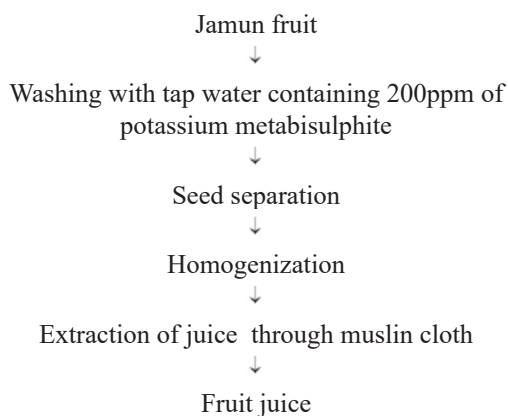 Jamun fruit
↓
Washing with tap water containing 200ppm of
potassium metabisulphite
↓
Seed separation
↓
Homogenization
↓
Extraction of juice through muslin cloth
↓
Fruit juice